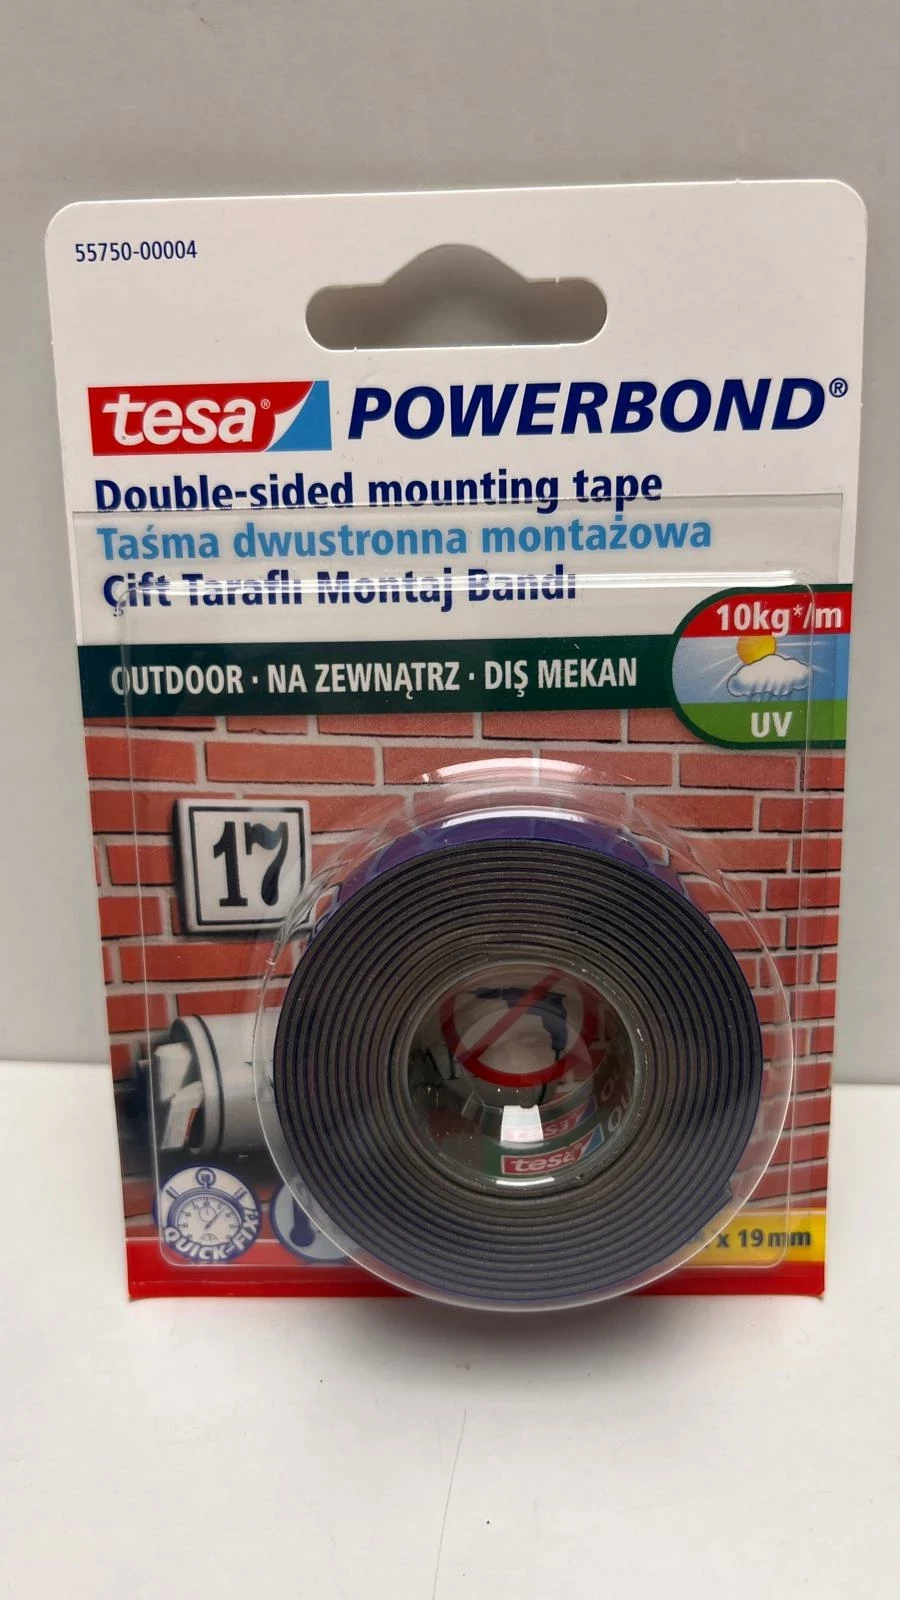 55750-00004
tesa® POWERBOND®
Double-sided mounting tape
Taśma dwustronna montażowa
Çift Taraflı Montaj Bandı
10kg*/m
OUTDOOR · NA ZEWNĄTRZ · DIŞ MEKAN
UV
17
tesa
tesa
QUICK-FIX!
x 19mm